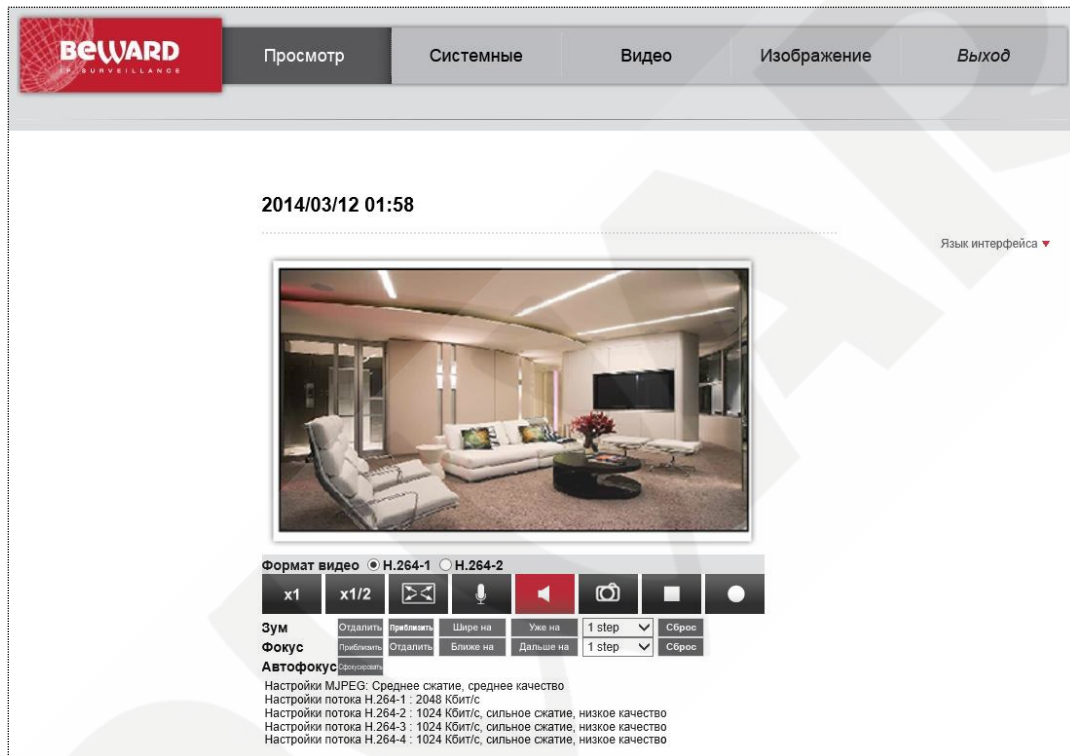 BEWARD
IP SURVEILLANCE
Просмотр Системные Видео Изображение Выход
2014/03/12 01:58
Язык интерфейса
Формат видео H.264-1 H.264-2
x1 x1/2
Зум Отдалить Приблизить Шире на Уже на 1 step Сброс
Фокус Приблизить Отдалить Ближе на Дальше на 1 step Сброс
Автофокус Сфокусировать
Настройки MJPEG: Среднее сжатие, среднее качество
Настройки потока H.264-1 : 2048 Кбит/с
Настройки потока H.264-2 : 1024 Кбит/с, сильное сжатие, низкое качество
Настройки потока H.264-3 : 1024 Кбит/с, сильное сжатие, низкое качество
Настройки потока H.264-4 : 1024 Кбит/с, сильное сжатие, низкое качество